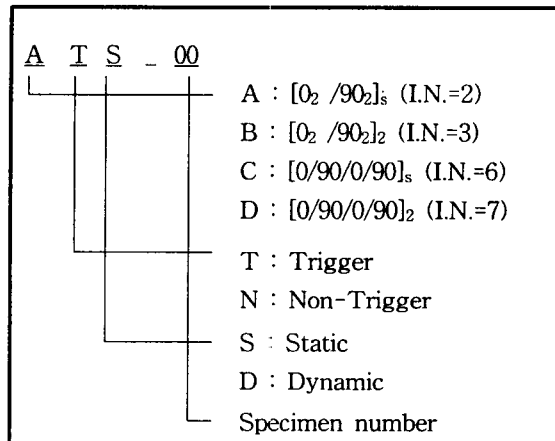 A T S _ 00
A : [0₂ /90₂]s (I.N.=2)
B : [0₂ /90₂]₂ (I.N.=3)
C : [0/90/0/90]s (I.N.=6)
D : [0/90/0/90]₂ (I.N.=7)
T : Trigger
N : Non-Trigger
S : Static
D : Dynamic
Specimen number